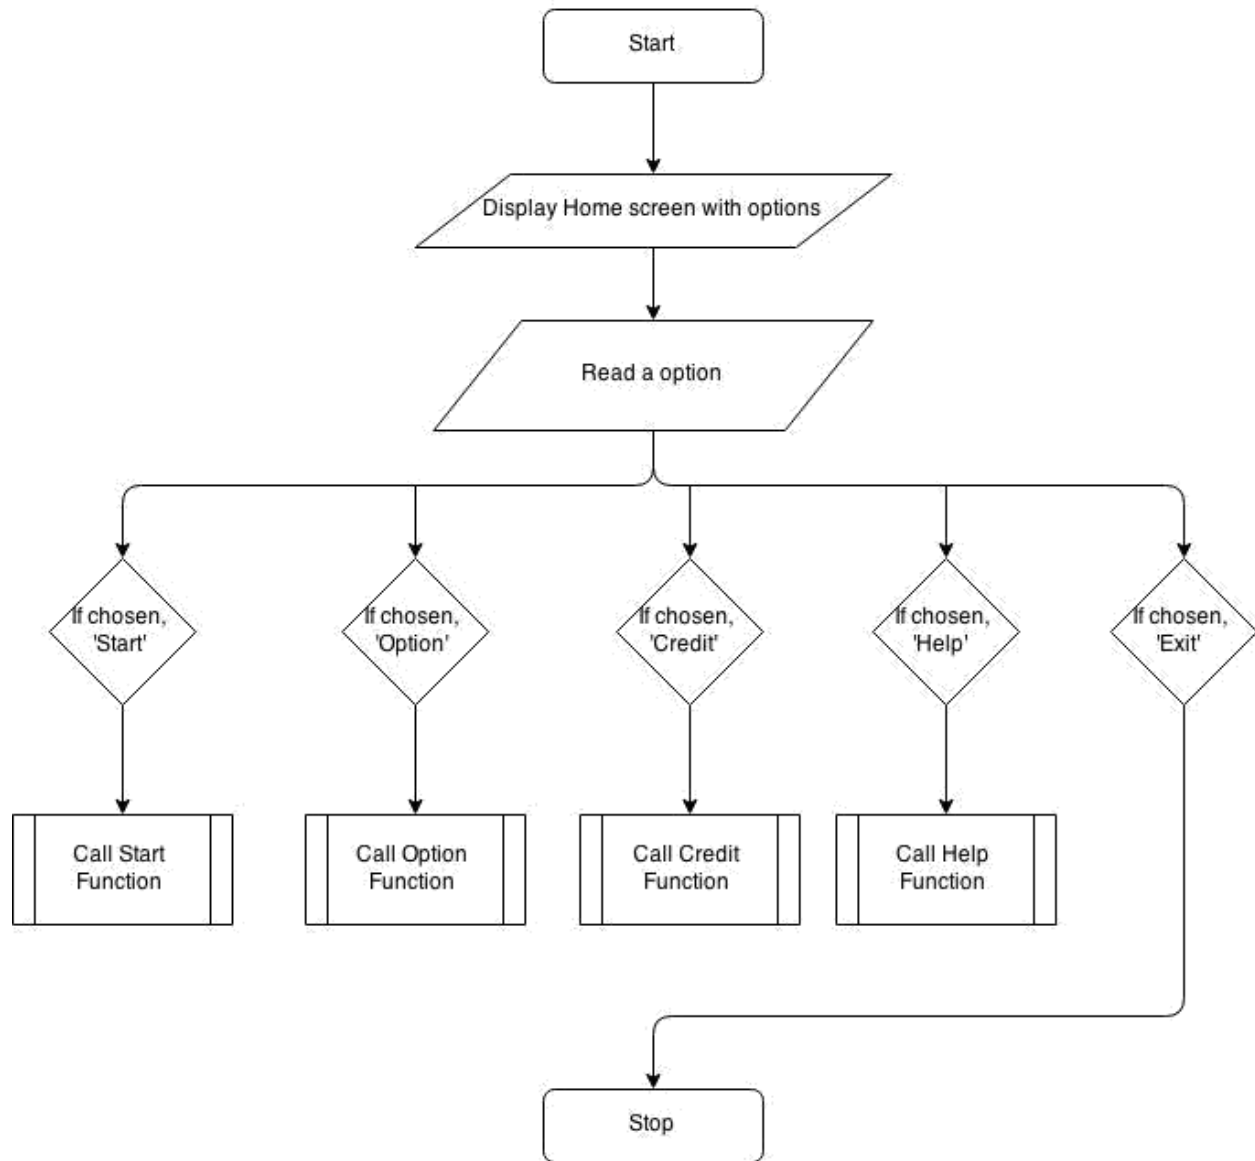 Start
Display Home screen with options
Read a option
If chosen,
'Start'
If chosen,
'Option'
If chosen,
'Credit'
If chosen,
'Help'
If chosen,
'Exit'
Call Start
Function
Call Option
Function
Call Credit
Function
Call Help
Function
Stop